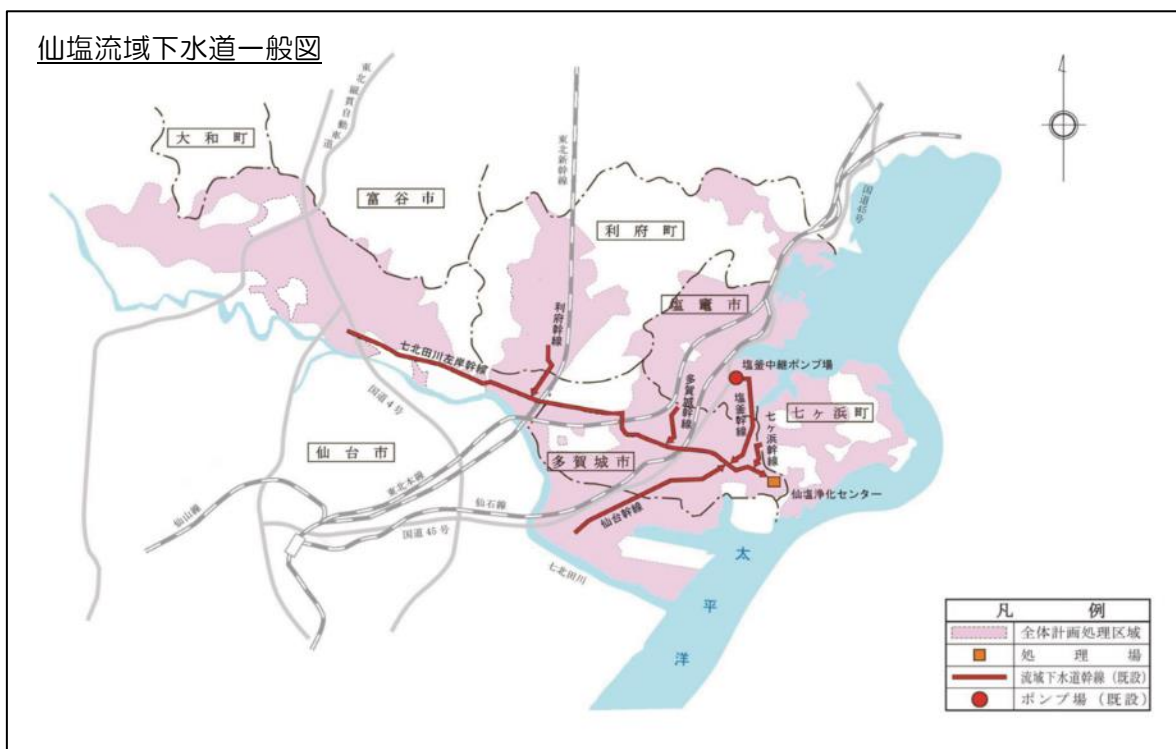 仙塩流域下水道一般図
東北縦貫自動車道
大和町
富谷市
東北新幹線
利府町
国道45号
塩竈市
利府幹線
七北田川左岸幹線
塩釜中継ポンプ場
多賀城幹線
塩釜幹線
七ヶ浜町
七ヶ浜幹線
国道4号
仙台市
多賀城市
東北本線
仙石線
仙台幹線
仙塩浄化センター
仙山線
国道45号
七北田川
太平洋
凡例
全体計画処理区域
処理場
流域下水道幹線(既設)
ポンプ場(既設)